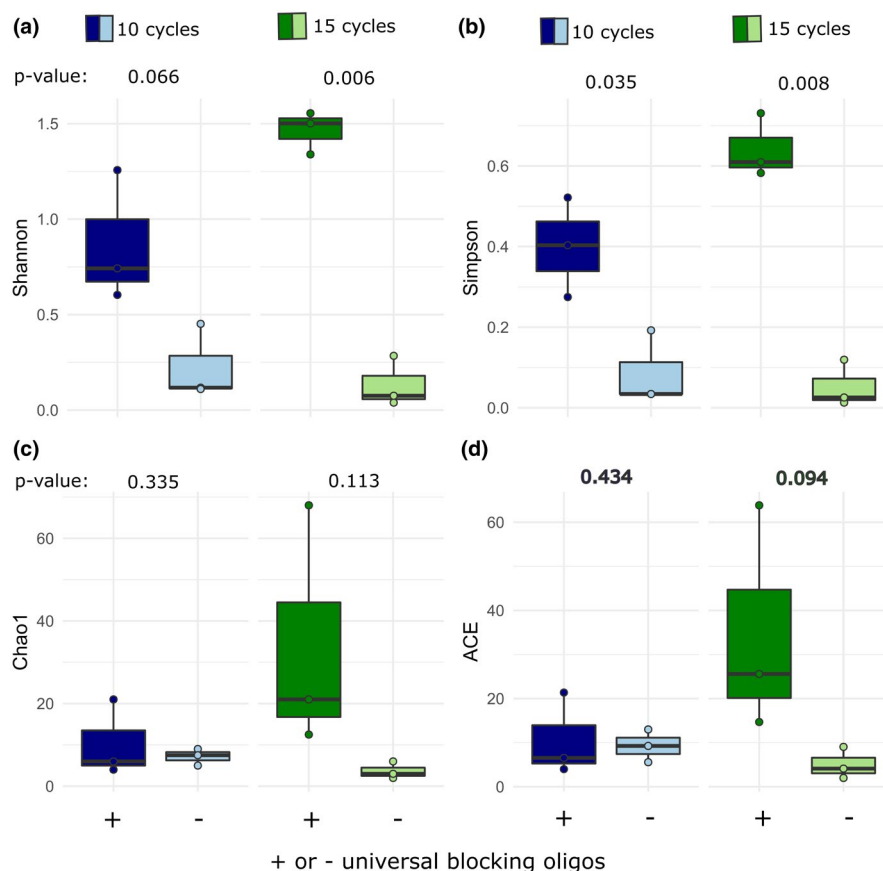 (a) 10 cycles 15 cycles
p-value: 0.066 0.006
1.5
1.0
0.5
0.0
Shannon
(b) 10 cycles 15 cycles
0.035 0.008
0.6
0.4
0.2
0.0
Simpson
(c)
p-value: 0.335 0.113
60
40
20
0
Chao1
+ - + -
(d)
0.434 0.094
60
40
20
0
ACE
+ - + -
+ or - universal blocking oligos